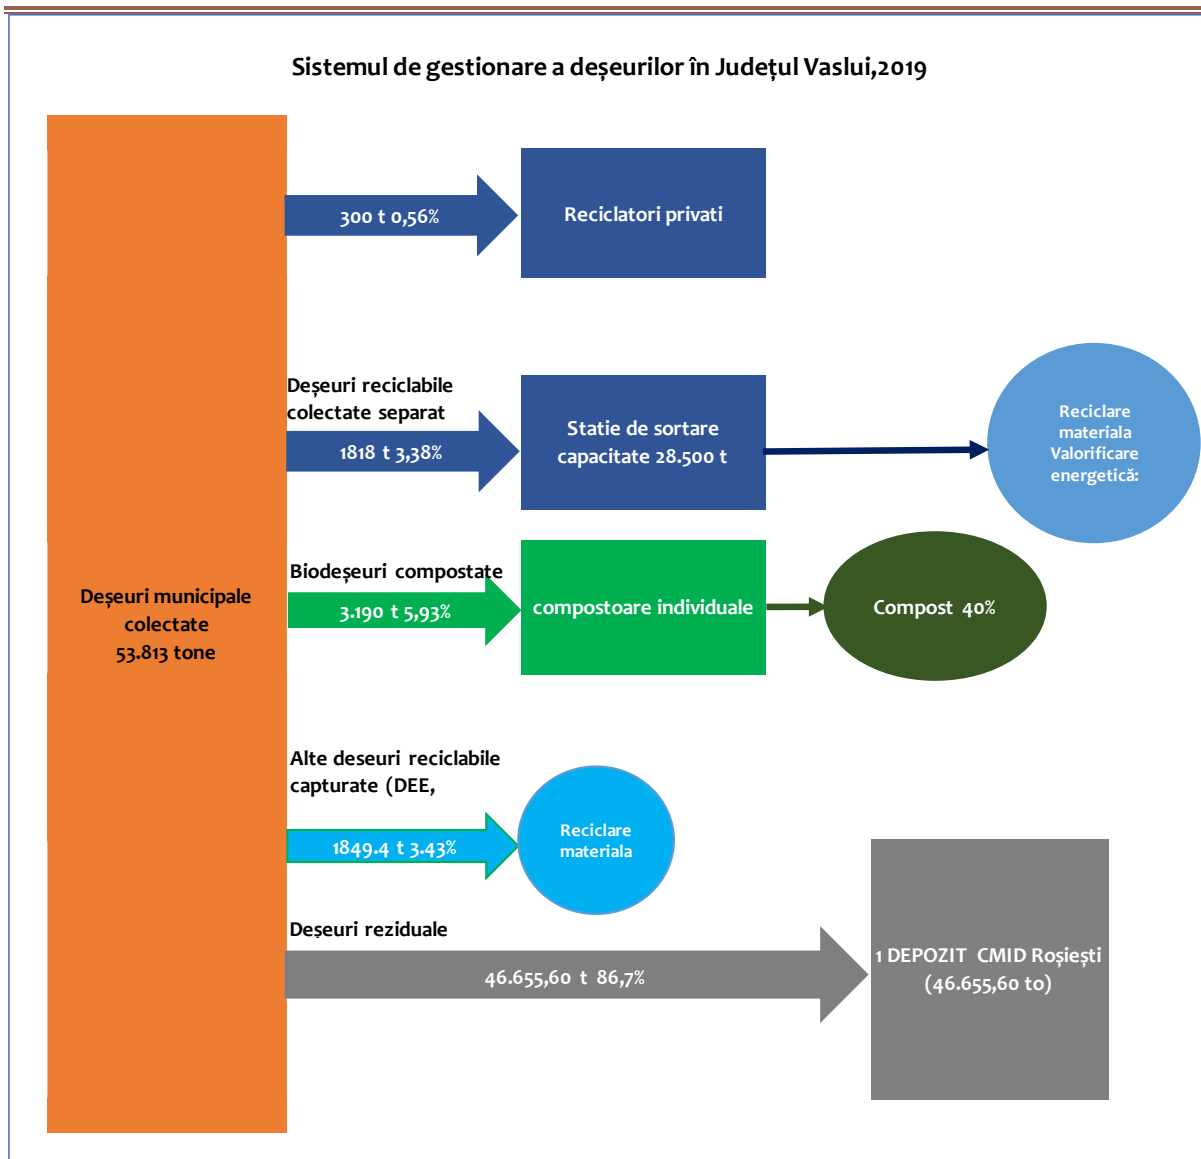 Sistemul de gestionare a deșeurilor în Județul Vaslui,2019
300 t 0,56%
Reciclatori privati
Deșeuri reciclabile
colectate separat
1818 t 3,38%
Statie de sortare
capacitate 28.500 t
Reciclare
materiala
Valorificare
energetică:
Biodeșeuri compostate
3.190 t 5,93%
compostoare individuale
Compost 40%
Deșeuri municipale
colectate
53.813 tone
Alte deseuri reciclabile
capturate (DEE,
1849.4 t 3.43%
Reciclare
materiala
Deșeuri reziduale
46.655,60 t 86,7%
1 DEPOZIT CMID Roșiești
(46.655,60 to)